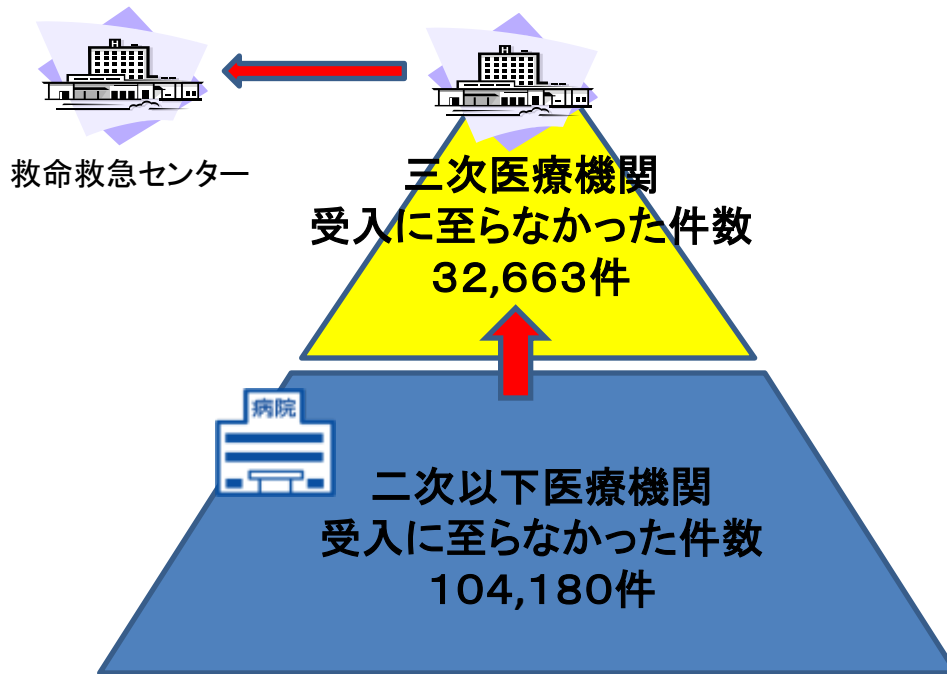 救命救急センター
三次医療機関
受入に至らなかった件数
32,663件
病院
二次以下医療機関
受入に至らなかった件数
104,180件